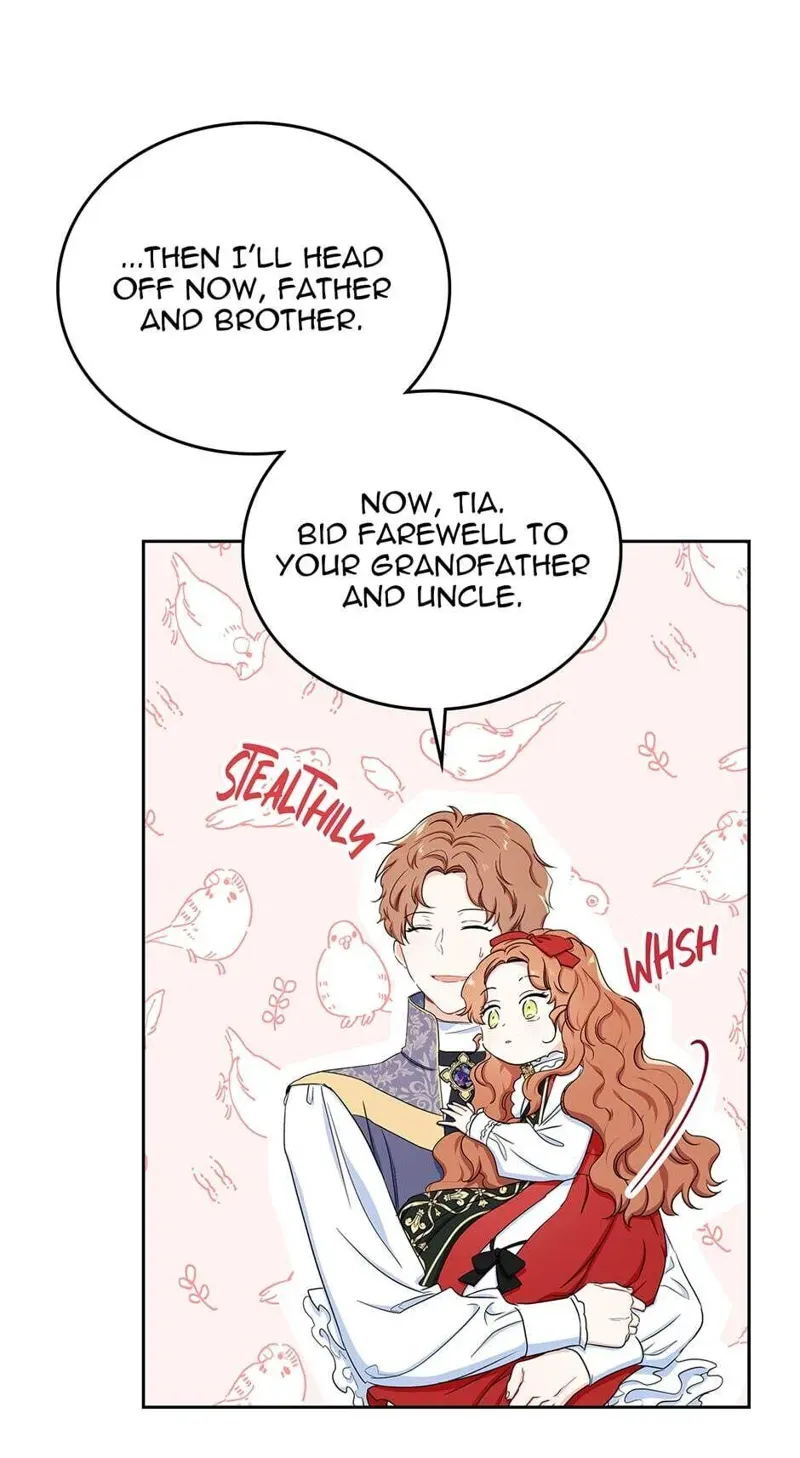 ...THEN I'LL HEAD
OFF NOW, FATHER
AND BROTHER.
NOW, TIA.
BID FAREWELL TO
YOUR GRANDFATHER
AND UNCLE.
STEALTHILY
WHSH